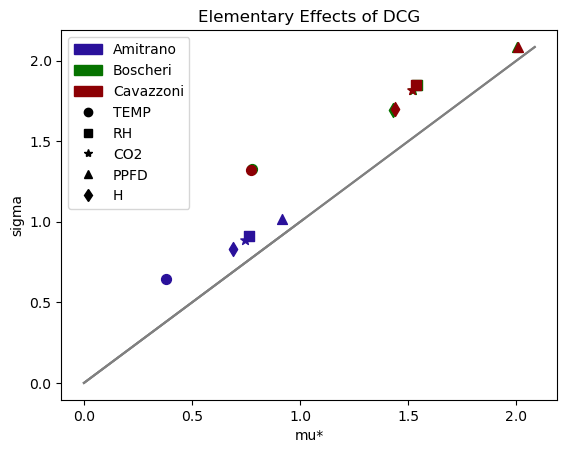 Elementary Effects of DCG
Amitrano
Boscheri
Cavazzoni
TEMP
RH
CO2
PPFD
H
sigma
2.0
1.5
1.0
0.5
0.0
0.0 0.5 1.0 1.5 2.0
mu*